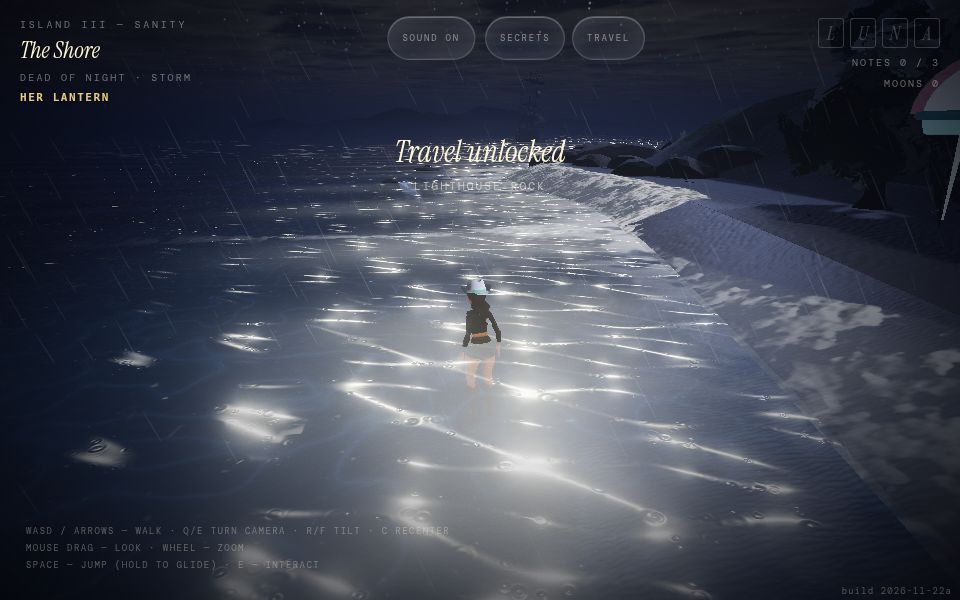 ISLAND III — SANITY
The Shore
DEAD OF NIGHT · STORM
HER LANTERN
SOUND ON
SECRETS
TRAVEL
L U N A
NOTES 0 / 3
MOONS 0
Travel unlocked
LIGHTHOUSE ROCK
WASD / ARROWS — WALK · Q/E TURN CAMERA · R/F TILT · C RECENTER
MOUSE DRAG — LOOK · WHEEL — ZOOM
SPACE — JUMP (HOLD TO GLIDE) · E — INTERACT
build 2026-11-22a